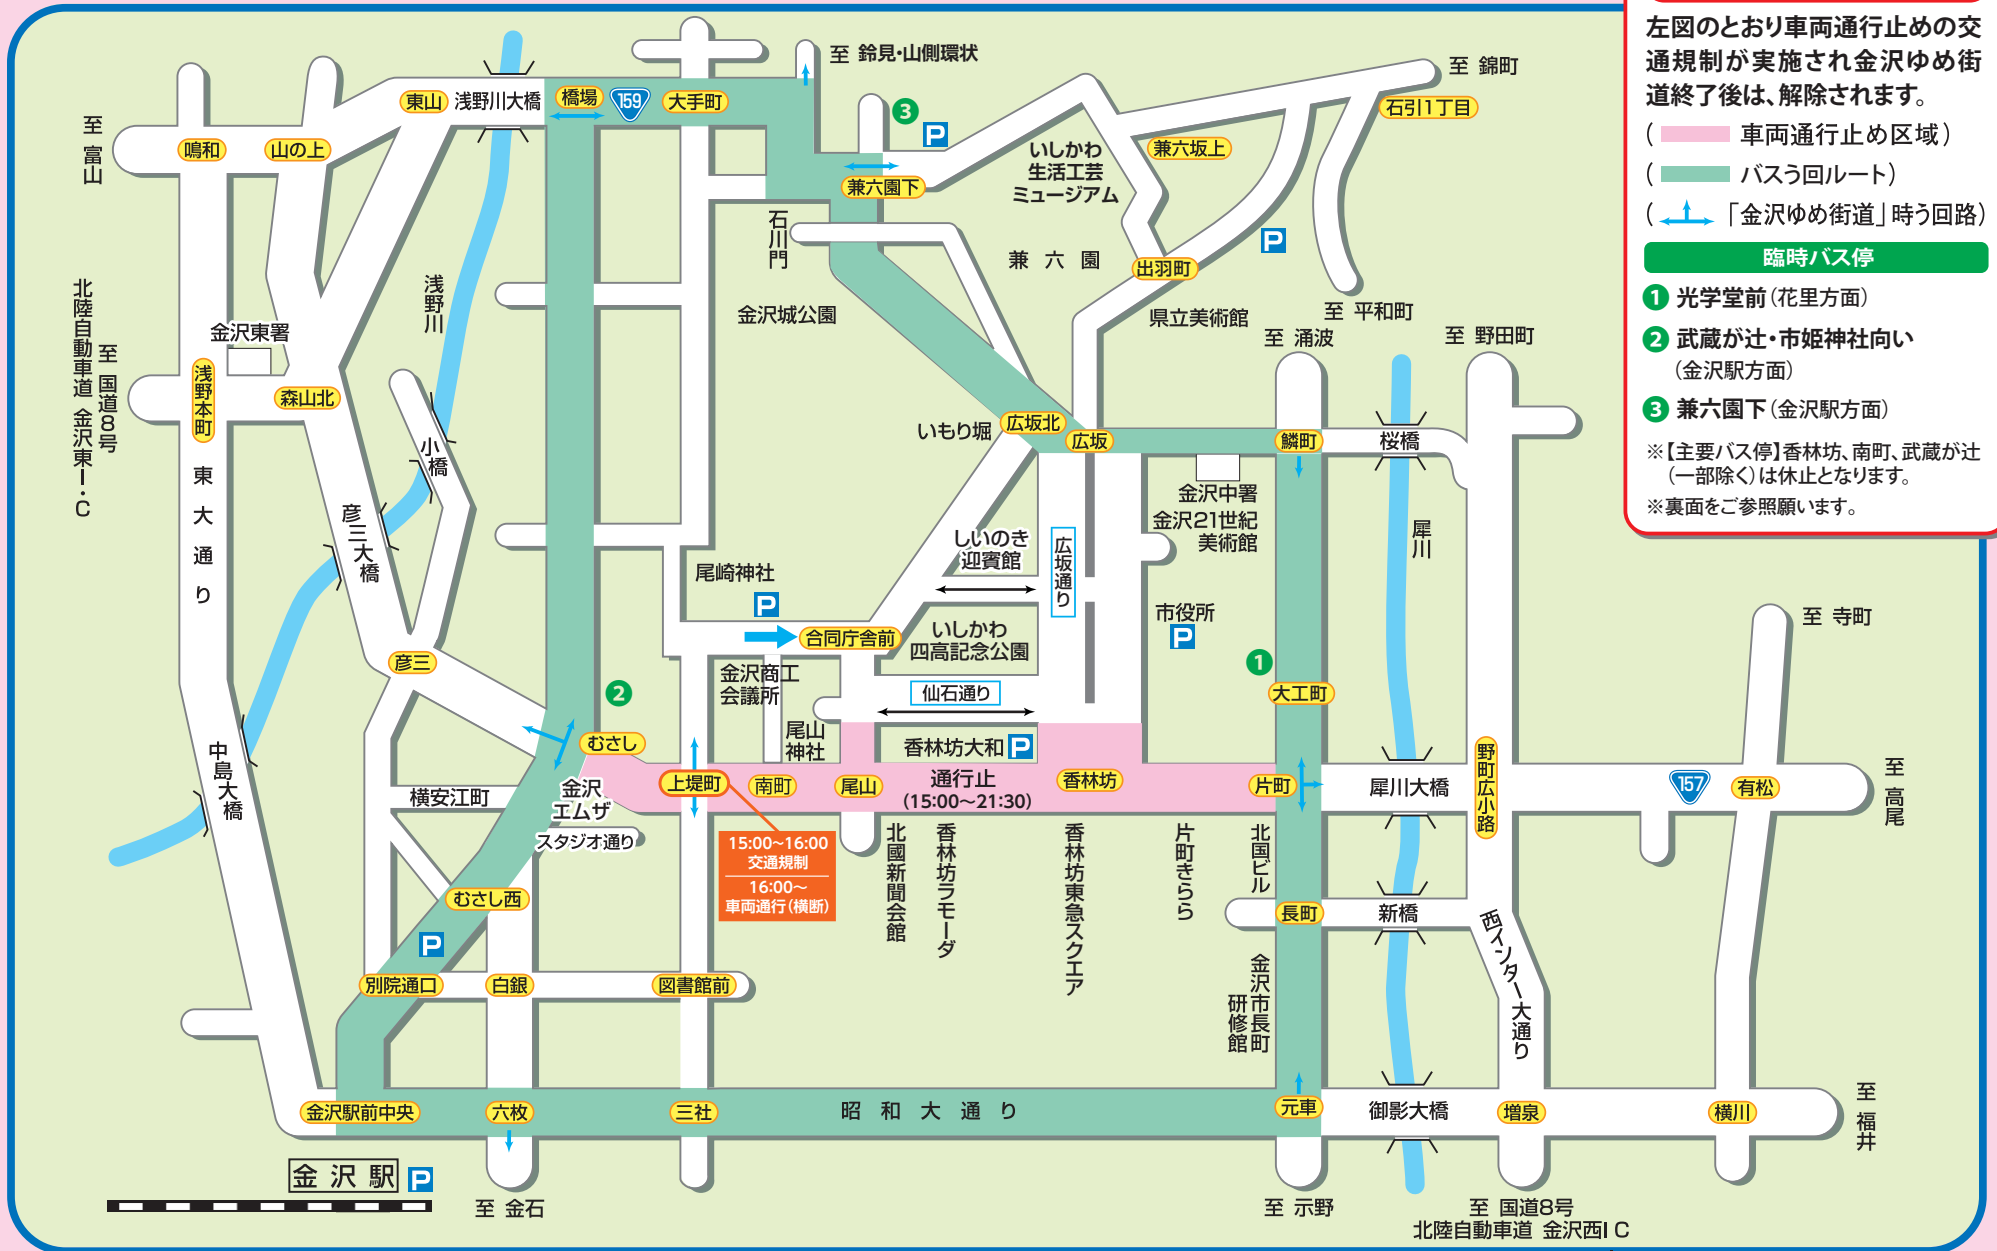 左図のとおり車両通行止めの交
通規制が実施され金沢ゆめ街
道終了後は、解除されます。
( 車両通行止め区域)
( バスう回ルート)
( 「金沢ゆめ街道」時う回路)
臨時バス停
1 光学堂前(花里方面)
2 武蔵が辻・市姫神社向い
(金沢駅方面)
3 兼六園下(金沢駅方面)
※【主要バス停】香林坊、南町、武蔵が辻
(一部除く)は休止となります。
※裏面をご参照願います。
至 鈴見・山側環状
至 錦町
東山
浅野川大橋
橋場
159
大手町
3
P
石引1丁目
至 富山
鳴和
山の上
いしかわ
生活工芸
ミュージアム
兼六坂上
兼六園下
石川門
兼六園
P
出羽町
浅野川
金沢城公園
県立美術館
至 平和町
北陸自動車道 金沢東I・C
至 国道8号
金沢東署
至 涌波
至 野田町
浅野本町
森山北
いもり堀
広坂北
広坂
鱗町
桜橋
小橋
東大通り
彦三大橋
金沢中署
金沢21世紀
美術館
犀川
しいのき
迎賓館
広坂通り
尾崎神社
P
合同庁舎前
いしかわ
四高記念公園
市役所
P
至 寺町
彦三
1
金沢商工
会議所
2
仙石通り
大工町
尾山
神社
むさし
香林坊大和
P
中島大橋
上堤町
南町
尾山
通行止
(15:00~21:30)
香林坊
片町
犀川大橋
野町広小路
157
有松
至 高尾
横安江町
金沢
エムザ
スタジオ通り
15:00~16:00
交通規制
16:00~
車両通行(横断)
北國新聞会館
香林坊ラモーダ
香林坊東急スクエア
片町きらら
北国ビル
むさし西
長町
新橋
P
西インター大通り
別院通口
白銀
図書館前
金沢市長町
研修館
金沢駅前中央
六枚
三社
昭和大通り
元車
御影大橋
増泉
横川
至 福井
金沢駅
P
至 金石
至 示野
至 国道8号
北陸自動車道 金沢西IC